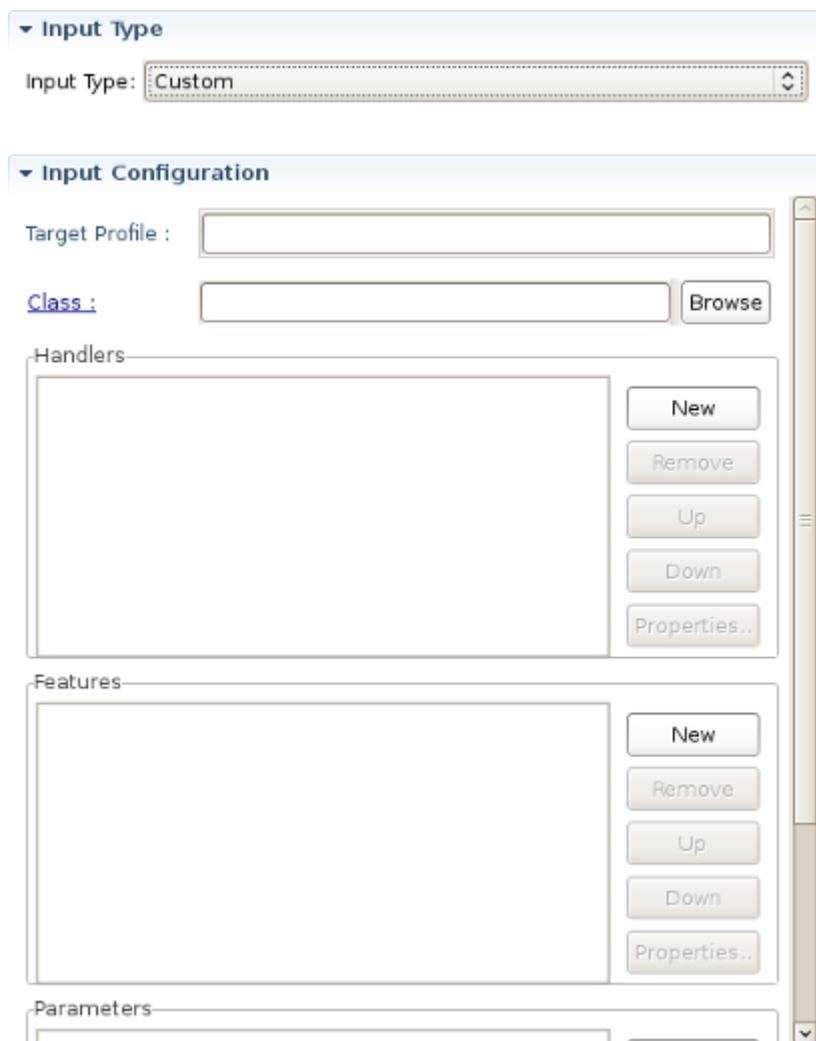 Input Type
Input Type: Custom
Input Configuration
Target Profile :
Class : Browse
Handlers
New
Remove
Up
Down
Properties..
Features
New
Remove
Up
Down
Properties..
Parameters